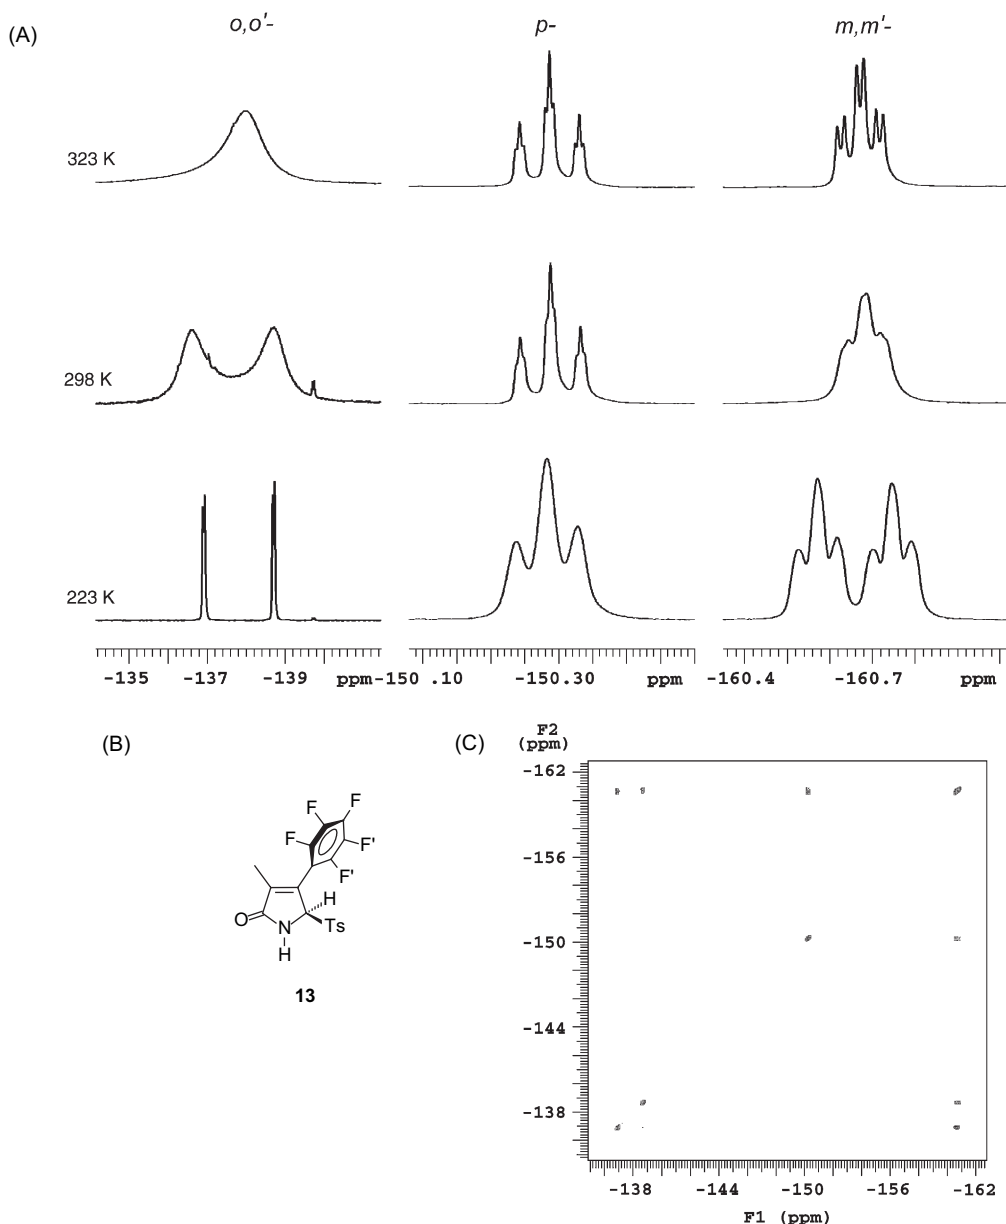 (A)
o,o'- p- m,m'-
323 K
298 K
223 K
-135 -137 -139 ppm -150.10 -150.30 ppm -160.4 -160.7 ppm
(B)
F
F
F
F'
F'
H
O
N
H
Ts
13
(C)
F2
(ppm)
-162
-156
-150
-144
-138
-138 -144 -150 -156 -162
F1 (ppm)